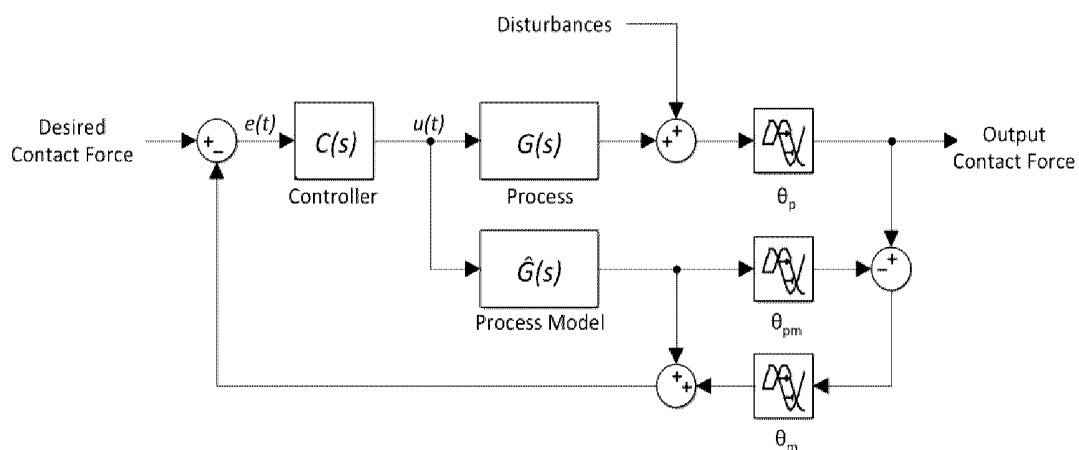 Disturbances
Desired
Contact Force
+
−
e(t)
C(s)
Controller
u(t)
G(s)
Process
+
+
θp
Output
Contact Force
Ĝ(s)
Process Model
θpm
−
+
+
+
θm